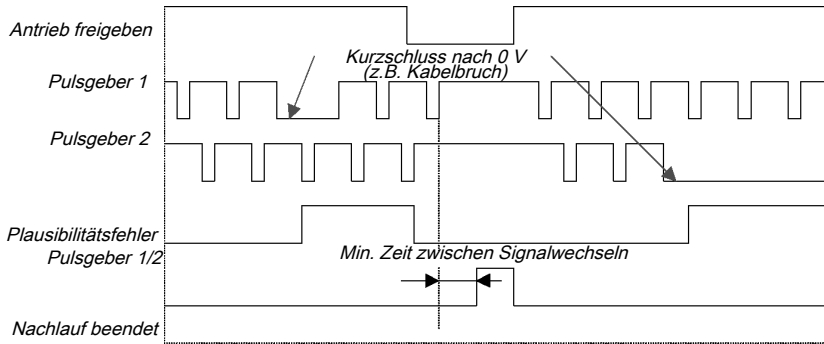 Antrieb freigeben
Kurzschluss nach 0 V
(z.B. Kabelbruch)
Pulsgeber 1
Pulsgeber 2
Plausibilitätsfehler
Pulsgeber 1/2
Min. Zeit zwischen Signalwechseln
Nachlauf beendet